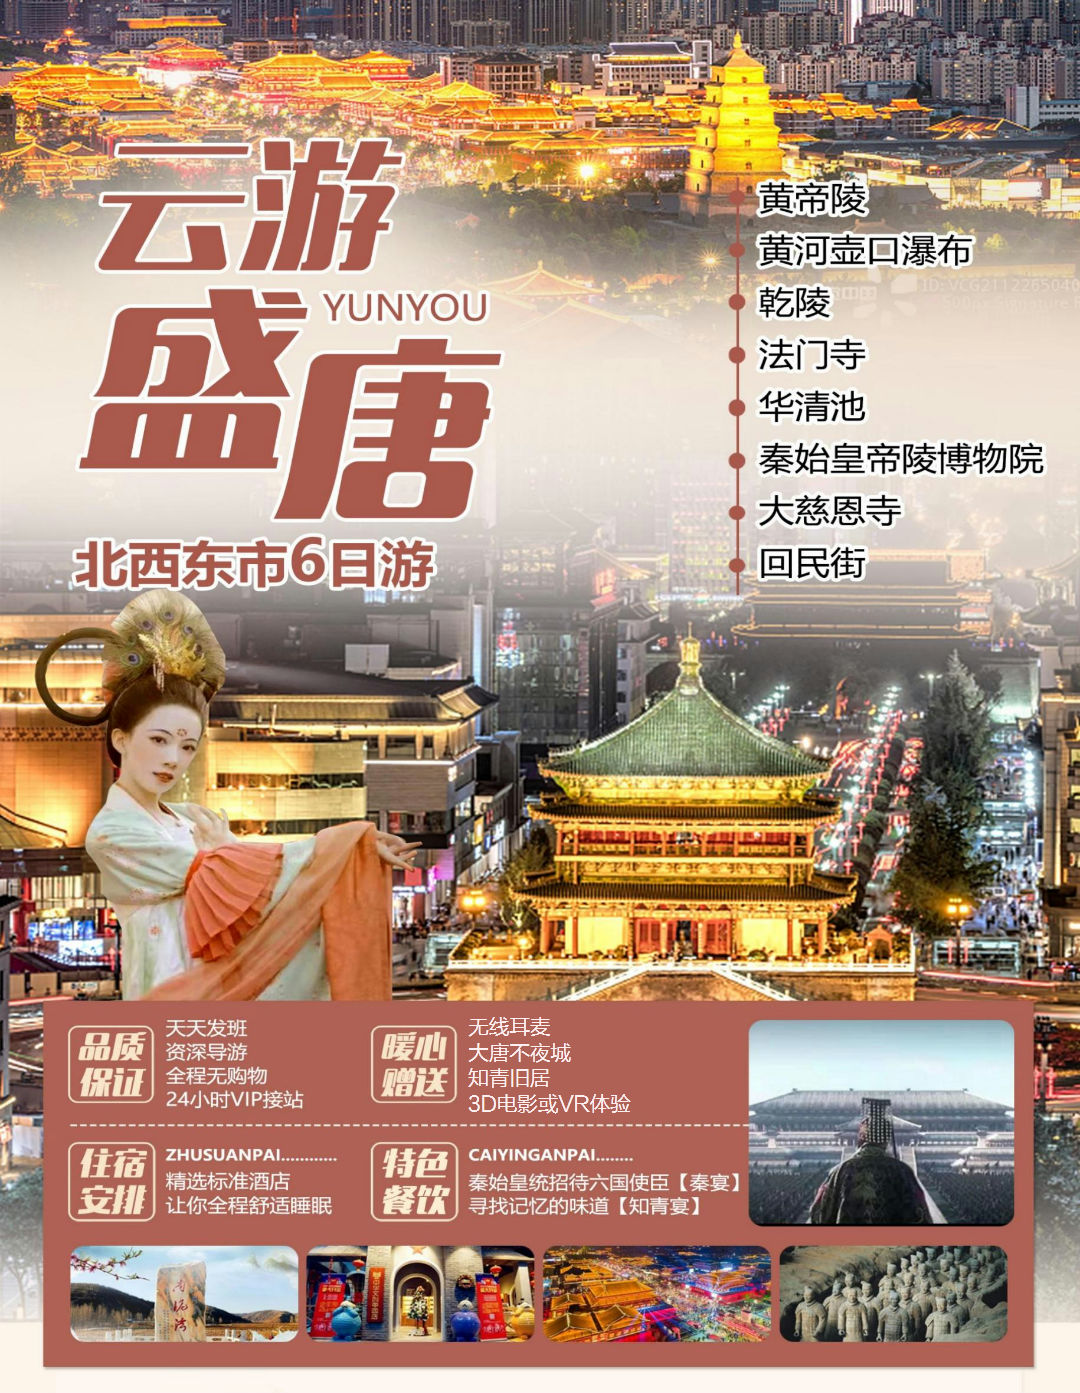 云游
盛唐
YUNYOU
北西东市6日游
黄帝陵
黄河壶口瀑布
乾陵
法门寺
华清池
秦始皇帝陵博物院
大慈恩寺
回民街
ID:VCG2112265040
品质
保证
天天发班
资深导游
全程无购物
24小时VIP接站
暖心
赠送
无线耳麦
大唐不夜城
知青旧居
3D电影或VR体验
住宿
安排
ZHUSUANPAI............
精选标准酒店
让你全程舒适睡眠
特色
餐饮
CAIYINGANPAI........
秦始皇统招待六国使臣【秦宴】
寻找记忆的味道【知青宴】